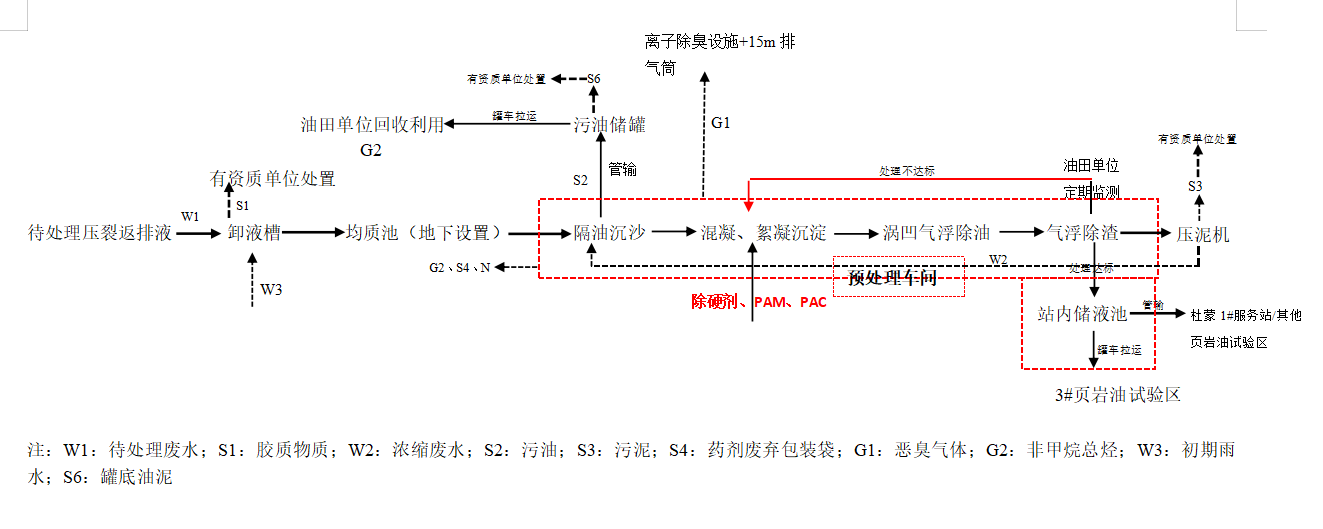 离子除臭设施+15m 排
气筒
有资质单位处置
S6
罐车拉运
油田单位回收利用
污油储罐
G1
G2
有资质单位处置
管输
处理不达标
油田单位
有资质单位处置
S2
定期监测
S3
S1
W1
待处理压裂返排液
卸液槽
均质池（地下设置）
隔油沉沙
混凝、絮凝沉淀
涡凹气浮除油
气浮除渣
压泥机
G2、S4、N
W2
处理达标
预处理车间
W3
除硬剂、PAM、PAC
管输
站内储液池
杜蒙 1#服务站/其他
页岩油试验区
罐车拉运
3#页岩油试验区
注：W1：待处理废水；S1：胶质物质；W2：浓缩废水；S2：污油；S3：污泥；S4：药剂废弃包装袋；G1：恶臭气体；G2：非甲烷总烃；W3：初期雨
水；S6：罐底油泥